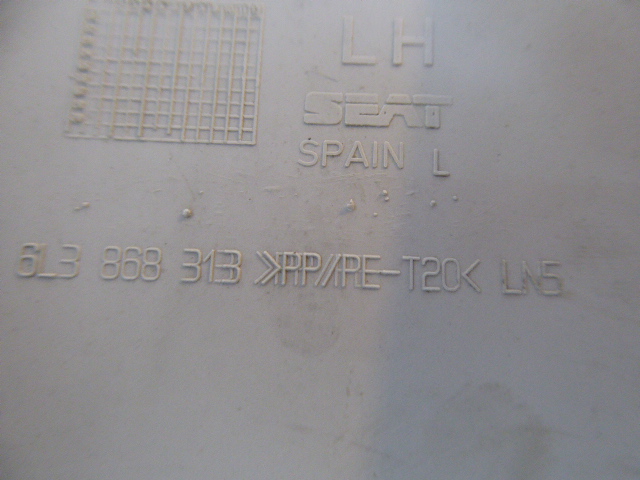 LH
SEAT
SPAIN L
6L3 868 313 >PP//PE-T20< LN5